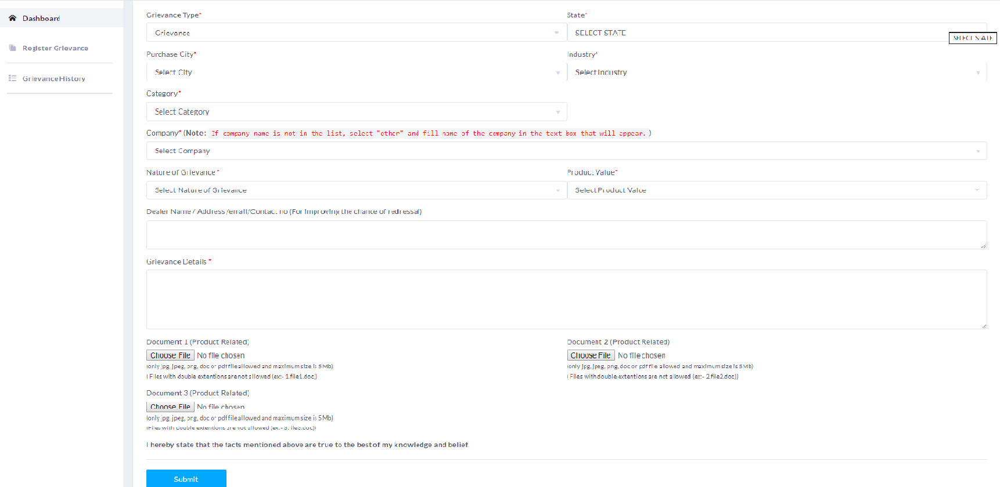 Dashboard
Register Grievance
Grievance History
Grievance Type*
State*
Grievance
SELECT STATE
SELECT STATE
Purchase City*
Industry*
Select City
Select Industry
Category*
Select Category
Company* (Note: If company name is not in the list, select "other" and fill name of the company in the text box that will appear. )
Select Company
Nature of Grievance *
Product Value*
Select Nature of Grievance
Select Product Value
Dealer Name / Address /email/Contact no (For improving the chance of redressal)
Grievance Details *
Document 1 (Product Related)
Document 2 (Product Related)
Choose File No file chosen
Choose File No file chosen
(only jpg, jpeg, png, doc or pdf file allowed and maximum size is 5Mb)
(only jpg, jpeg, png, doc or pdf file allowed and maximum size is 5Mb)
( Files with double extentions are not allowed (ex:- 1.file1.doc))
( Files with double extentions are not allowed (ex:- 2.file2.doc))
Document 3 (Product Related)
Choose File No file chosen
(only jpg, jpeg, png, doc or pdf file allowed and maximum size is 5Mb)
(Files with double extentions are not allowed (ex:- 3.file3.doc))
I hereby state that the facts mentioned above are true to the best of my knowledge and belief.
Submit